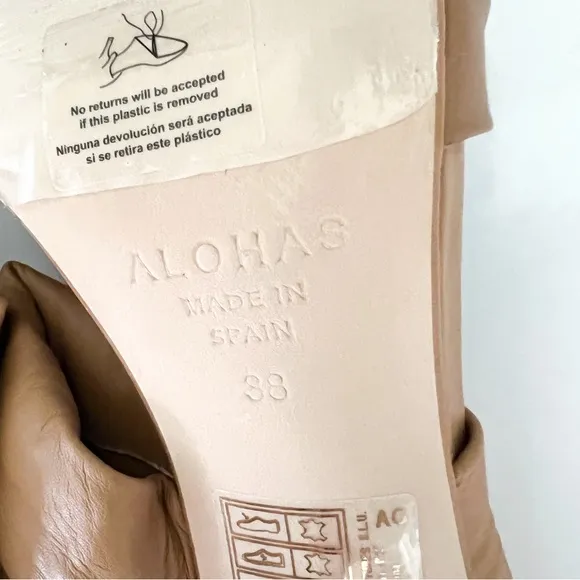 No returns will be accepted
if this plastic is removed
Ninguna devolución será aceptada
si se retira este plástico
ALOHAS
MADE IN
SPAIN
38
AC